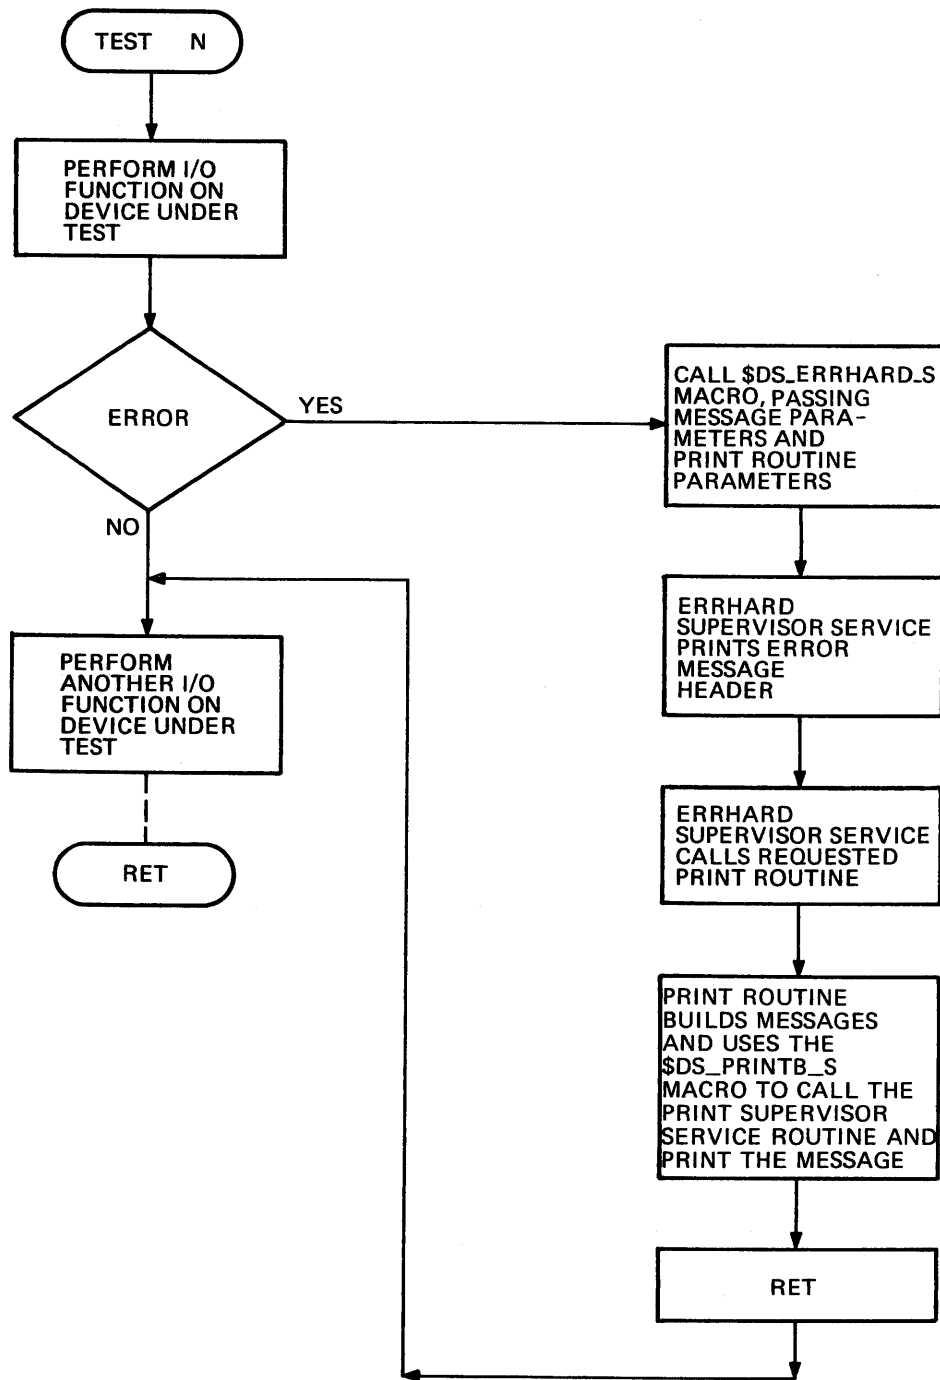 TEST N
PERFORM I/O
FUNCTION ON
DEVICE UNDER
TEST
ERROR
YES
NO
PERFORM
ANOTHER I/O
FUNCTION ON
DEVICE UNDER
TEST
RET
CALL $DS_ERRHARD_S
MACRO, PASSING
MESSAGE PARA-
METERS AND
PRINT ROUTINE
PARAMETERS
ERRHARD
SUPERVISOR SERVICE
PRINTS ERROR
MESSAGE
HEADER
ERRHARD
SUPERVISOR SERVICE
CALLS REQUESTED
PRINT ROUTINE
PRINT ROUTINE
BUILDS MESSAGES
AND USES THE
$DS_PRINTB_S
MACRO TO CALL THE
PRINT SUPERVISOR
SERVICE ROUTINE AND
PRINT THE MESSAGE
RET